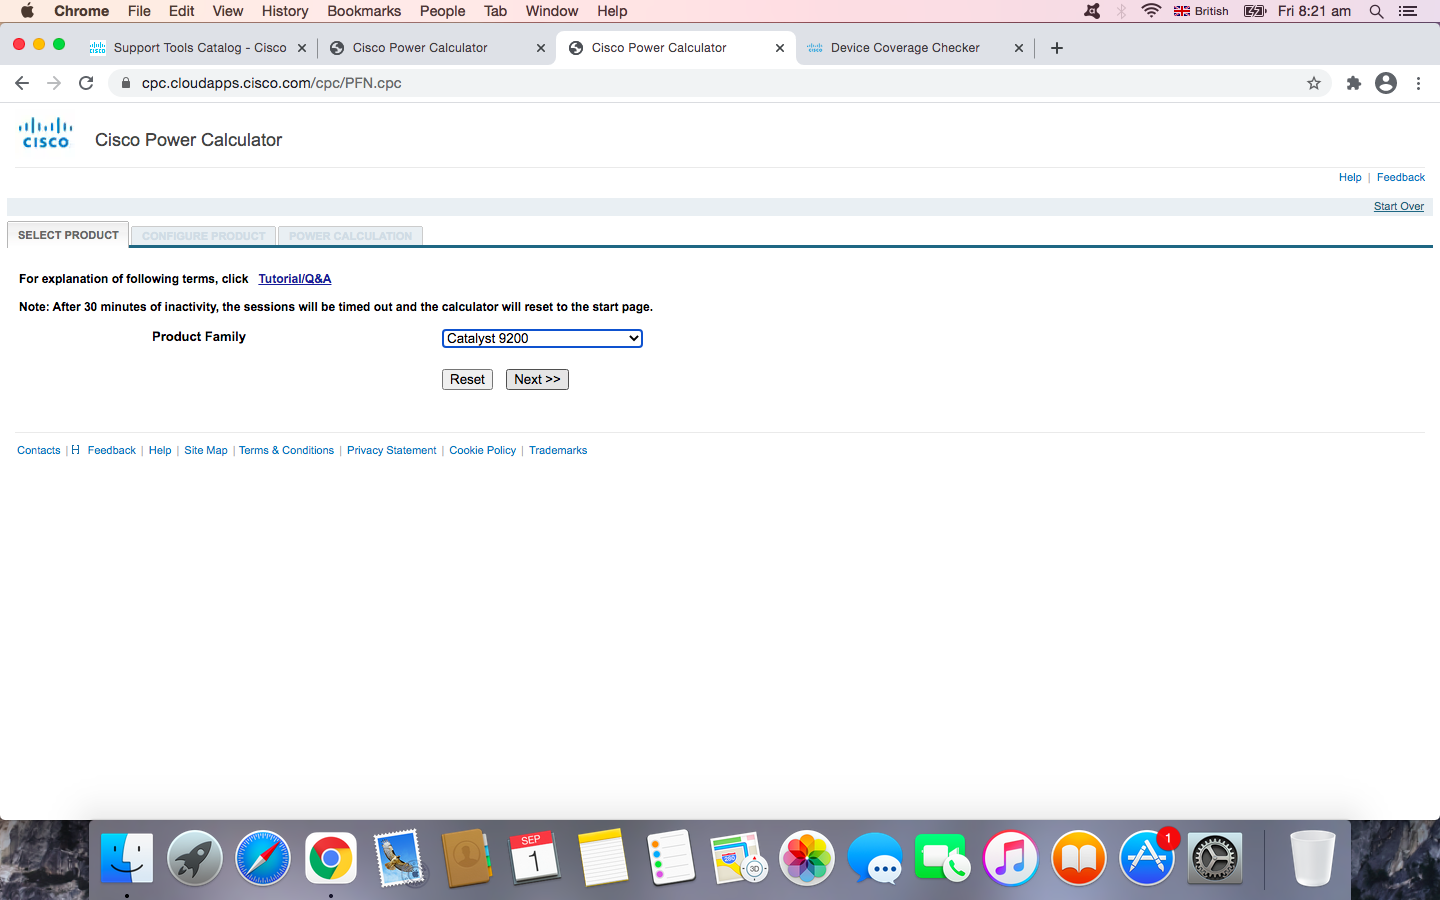 Chrome File Edit View History Bookmarks People Tab Window Help British Fri 8:21 am
Support Tools Catalog - Cisco Cisco Power Calculator Cisco Power Calculator Device Coverage Checker
cpc.cloudapps.cisco.com/cpc/PFN.cpc
CISCO Cisco Power Calculator
Help | Feedback
Start Over
SELECT PRODUCT CONFIGURE PRODUCT POWER CALCULATION
For explanation of following terms, click Tutorial/Q&A
Note: After 30 minutes of inactivity, the sessions will be timed out and the calculator will reset to the start page.
Product Family Catalyst 9200
Reset Next >>
Contacts | Feedback | Help | Site Map | Terms & Conditions | Privacy Statement | Cookie Policy | Trademarks
SEP
1
280
3D
1